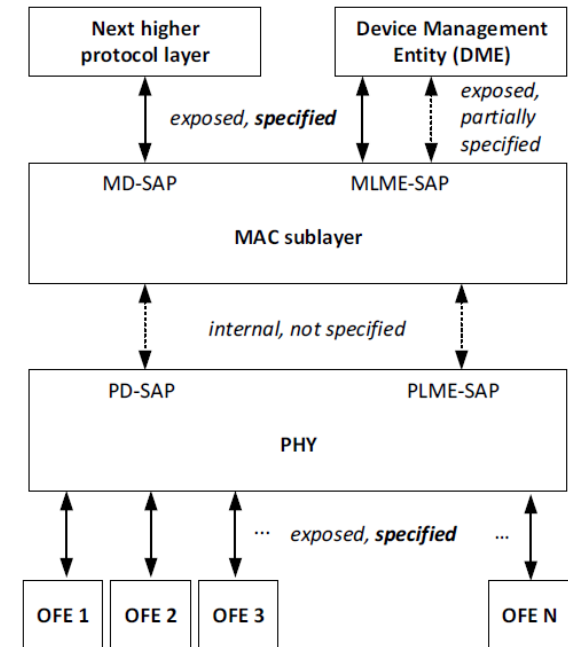 Next higher
protocol layer
Device Management
Entity (DME)
exposed, specified
exposed,
partially
specified
MD-SAP
MLME-SAP
MAC sublayer
internal, not specified
PD-SAP
PLME-SAP
PHY
... exposed, specified ...
OFE 1
OFE 2
OFE 3
OFE N